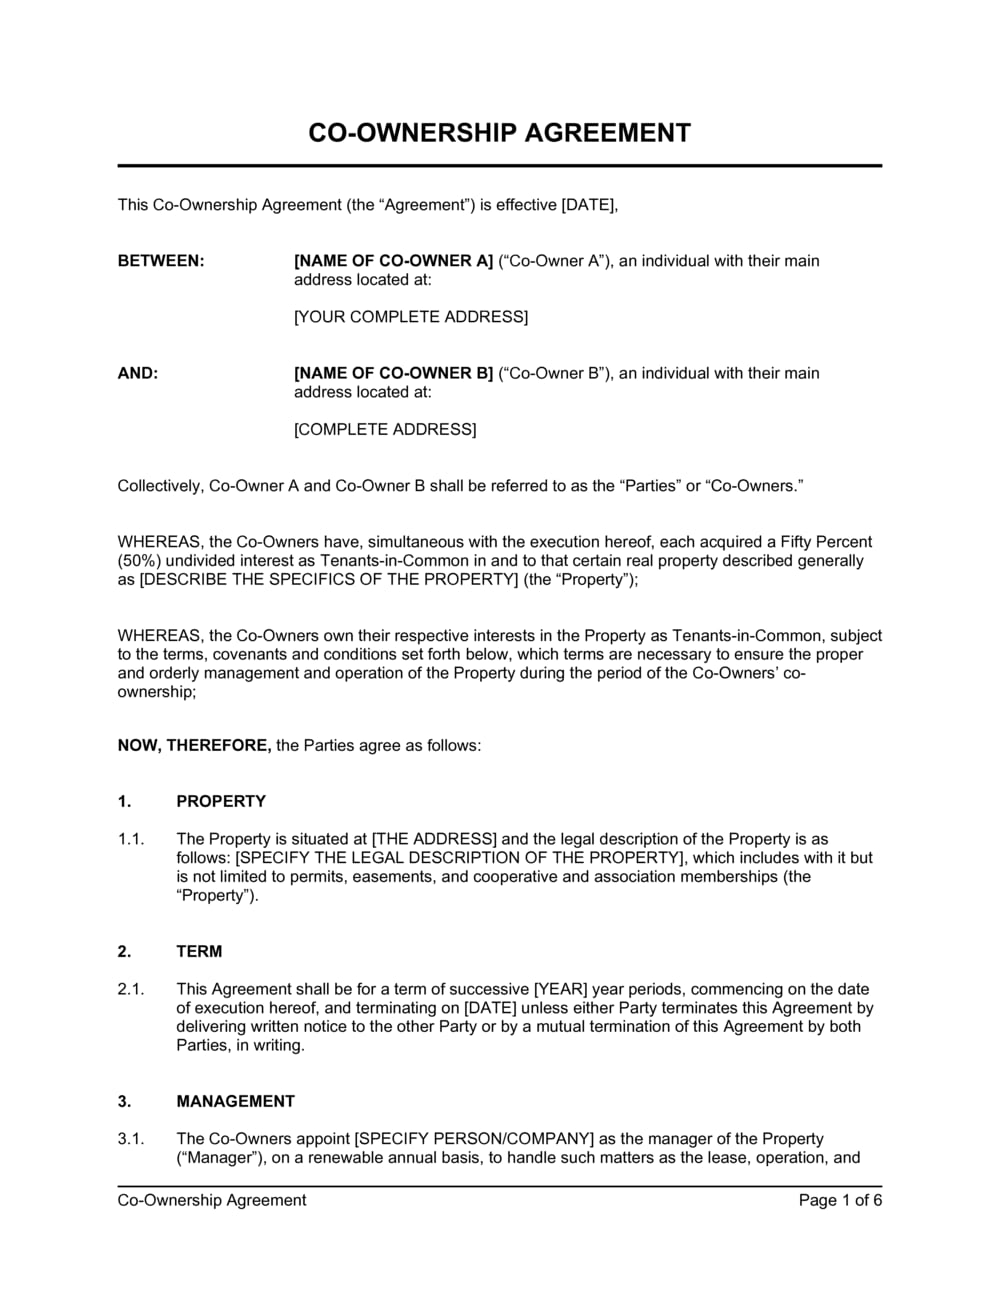 CO-OWNERSHIP AGREEMENT
This Co-Ownership Agreement (the “Agreement”) is effective [DATE],
BETWEEN: [NAME OF CO-OWNER A] (“Co-Owner A”), an individual with their main
address located at:
[YOUR COMPLETE ADDRESS]
AND: [NAME OF CO-OWNER B] (“Co-Owner B”), an individual with their main
address located at:
[COMPLETE ADDRESS]
Collectively, Co-Owner A and Co-Owner B shall be referred to as the “Parties” or “Co-Owners.”
WHEREAS, the Co-Owners have, simultaneous with the execution hereof, each acquired a Fifty Percent
(50%) undivided interest as Tenants-in-Common in and to that certain real property described generally
as [DESCRIBE THE SPECIFICS OF THE PROPERTY] (the “Property”);
WHEREAS, the Co-Owners own their respective interests in the Property as Tenants-in-Common, subject
to the terms, covenants and conditions set forth below, which terms are necessary to ensure the proper
and orderly management and operation of the Property during the period of the Co-Owners’ co-
ownership;
NOW, THEREFORE, the Parties agree as follows:
1. PROPERTY
1.1. The Property is situated at [THE ADDRESS] and the legal description of the Property is as
follows: [SPECIFY THE LEGAL DESCRIPTION OF THE PROPERTY], which includes with it but
is not limited to permits, easements, and cooperative and association memberships (the
“Property”).
2. TERM
2.1. This Agreement shall be for a term of successive [YEAR] year periods, commencing on the date
of execution hereof, and terminating on [DATE] unless either Party terminates this Agreement by
delivering written notice to the other Party or by a mutual termination of this Agreement by both
Parties, in writing.
3. MANAGEMENT
3.1. The Co-Owners appoint [SPECIFY PERSON/COMPANY] as the manager of the Property
(“Manager”), on a renewable annual basis, to handle such matters as the lease, operation, and
Co-Ownership Agreement Page 1 of 6